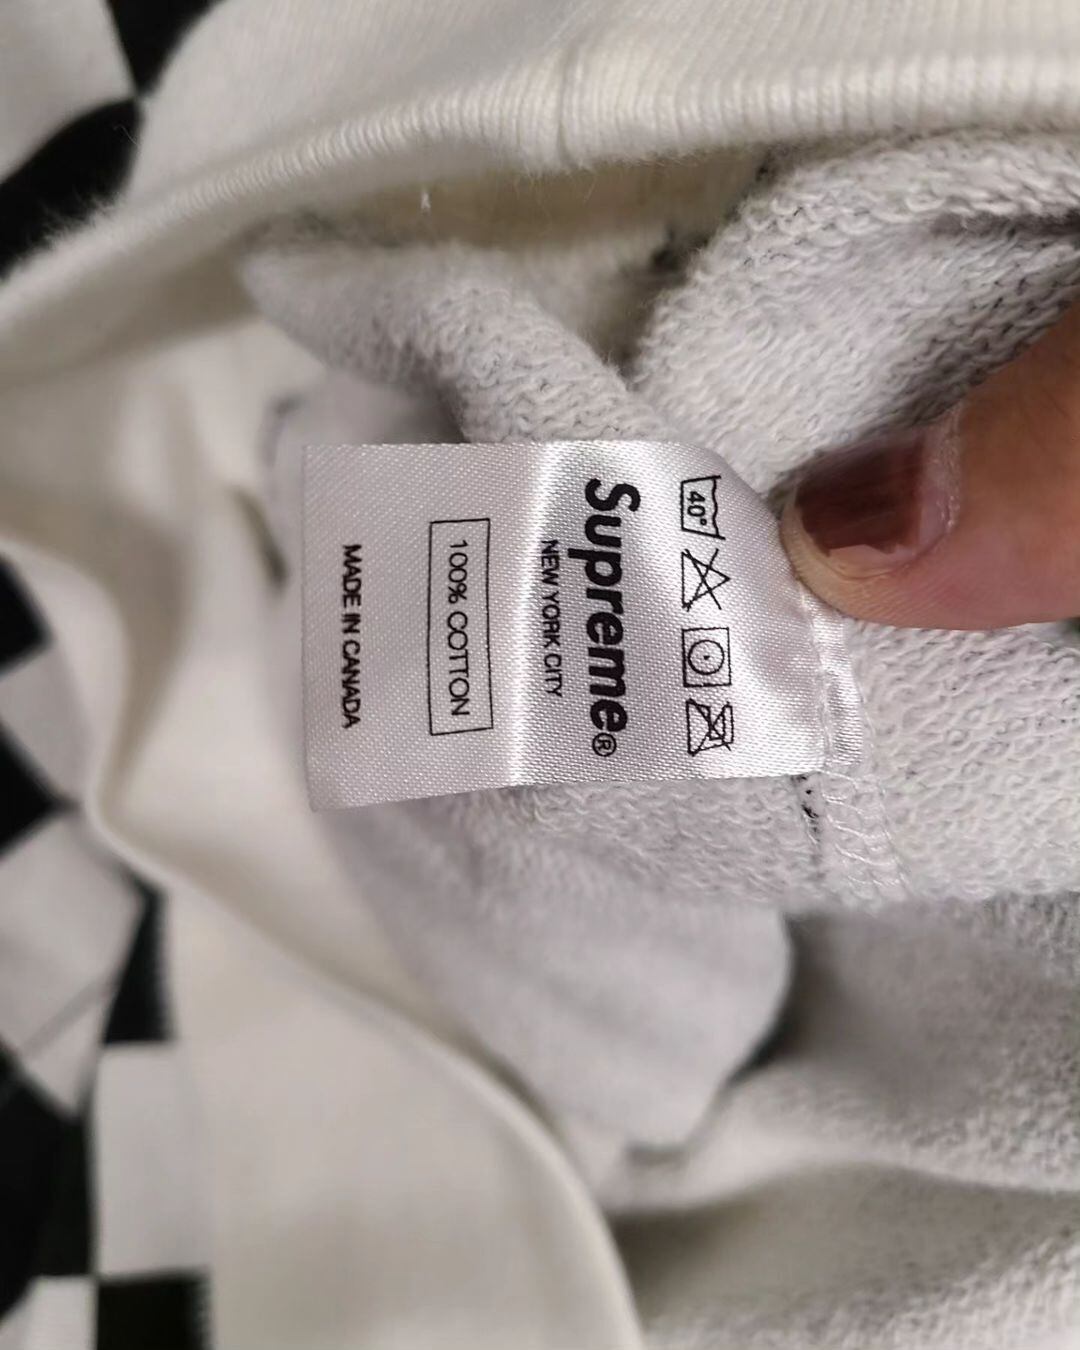 40°
Supreme®
NEW YORK CITY
100% COTTON
MADE IN CANADA